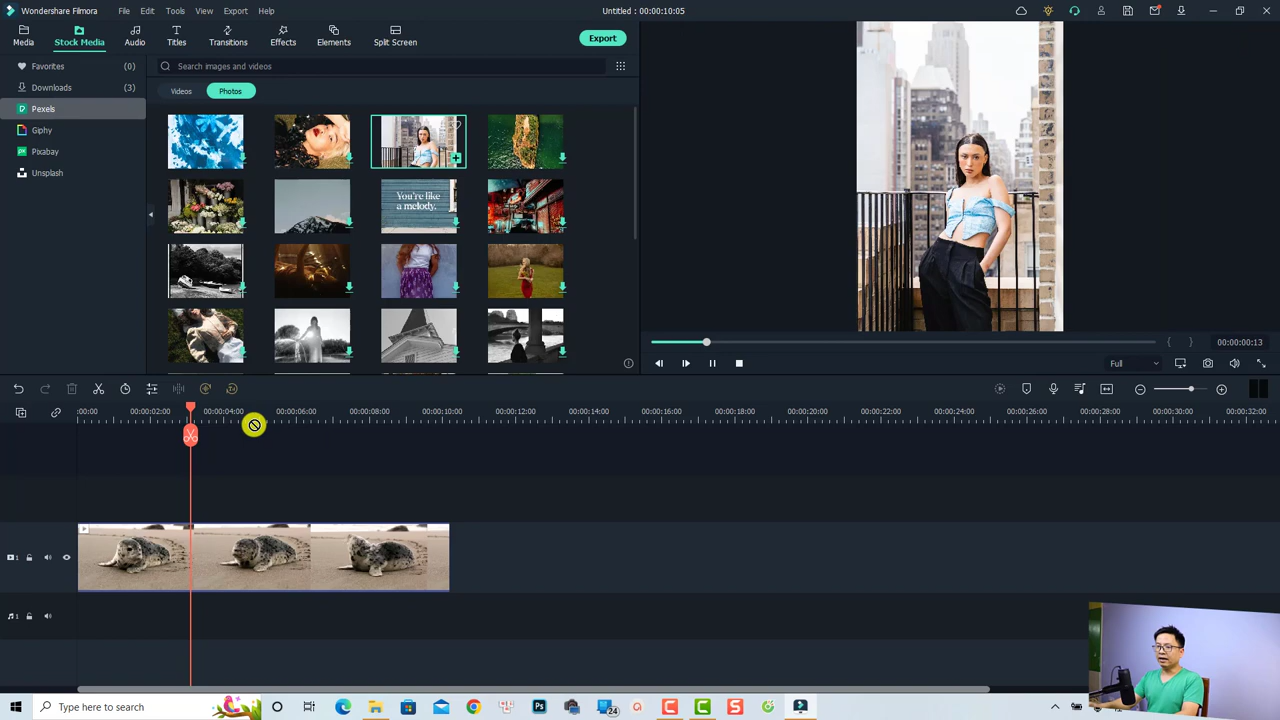 Wondershare Filmora File Edit Tools View Export Help Untitled : 00:00:10:05
Media Stock Media Audio Titles Transitions Effects Elements Split Screen Export
Favorites (0)
Downloads (3)
Pexels
Giphy
Pixabay
Unsplash
Search images and videos
Videos Photos
You're like
a melody.
00:00:00:13
Full
:00:00 00:00:02:00 00:00:04:00 00:00:06:00 00:00:08:00 00:00:10:00 00:00:12:00 00:00:14:00 00:00:16:00 00:00:18:00 00:00:20:00 00:00:22:00 00:00:24:00 00:00:26:00 00:00:28:00 00:00:30:00 00:00:32:00
1
1
Type here to search
24